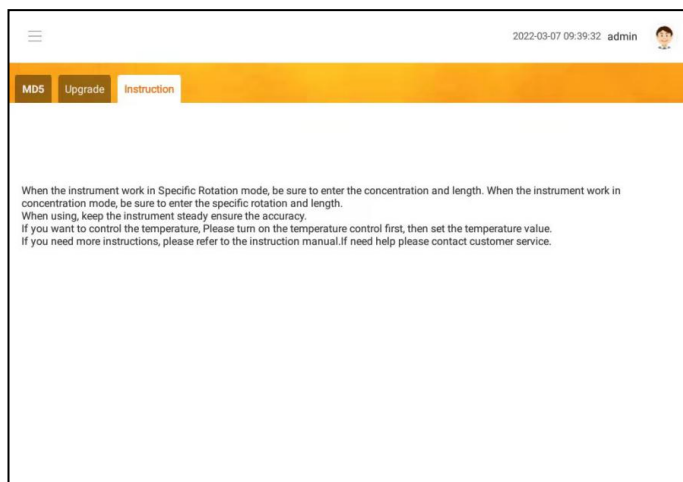 2022-03-07 09:39:32 admin
MD5 Upgrade Instruction
When the instrument work in Specific Rotation mode, be sure to enter the concentration and length. When the instrument work in
concentration mode, be sure to enter the specific rotation and length.
When using, keep the instrument steady ensure the accuracy.
If you want to control the temperature, Please turn on the temperature control first, then set the temperature value.
If you need more instructions, please refer to the instruction manual.If need help please contact customer service.